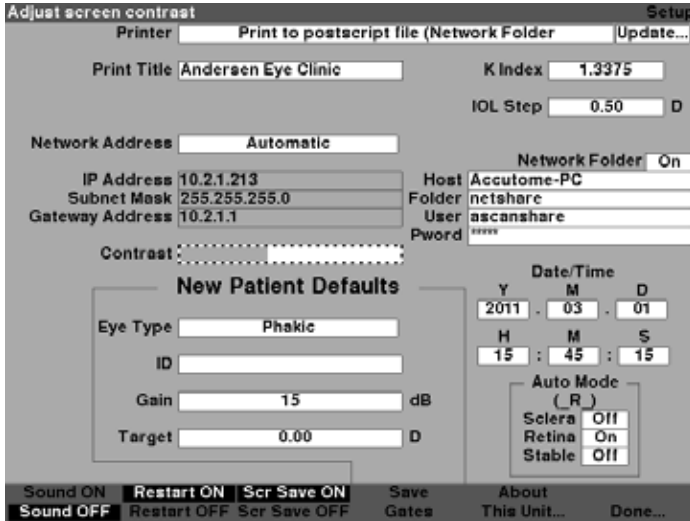 Adjust screen contrast Setup
Printer Print to postscript file (Network Folder Update...
Print Title Andersen Eye Clinic K Index 1.3375
IOL Step 0.50 D
Network Address Automatic
Network Folder On
IP Address 10.2.1.213 Host Accutome-PC
Subnet Mask 255.255.255.0 Folder netshare
Gateway Address 10.2.1.1 User ascanshare
Pword *****
Contrast
Date/Time
New Patient Defaults
Y M D
2011 . 03 . 01
Eye Type Phakic
H M S
15 : 45 : 15
ID
Auto Mode
(_R_)
Gain 15 dB
Sclera Off
Retina On
Target 0.00 D
Stable Off
Sound ON Restart ON Scr Save ON Save About
Sound OFF Restart OFF Scr Save OFF Gates This Unit... Done...